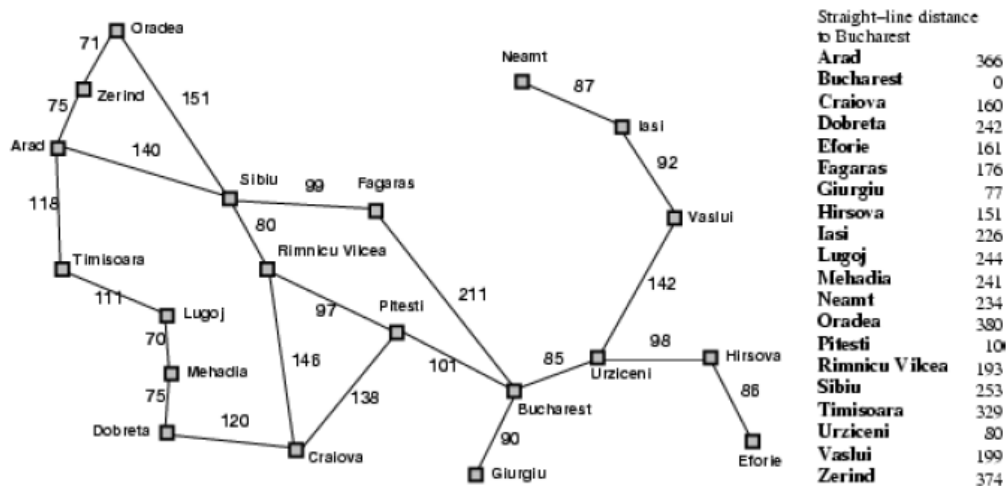 Oradea
71
Neamt
87
Zerind
151
75
Iasi
Arad
140
92
Sibiu
99
Fagaras
118
80
Vaslui
Rimnicu Vilcea
Timisoara
142
111
Pitesti
211
Lugoj
97
70
98
85
Hirsova
146
101
Urziceni
Mehadia
138
86
75
Bucharest
120
90
Dobreta
Craiova
Eforie
Giurgiu
Straight–line distance
to Bucharest
Arad 366
Bucharest 0
Craiova 160
Dobreta 242
Eforie 161
Fagaras 176
Giurgiu 77
Hirsova 151
Iasi 226
Lugoj 244
Mehadia 241
Neamt 234
Oradea 380
Pitesti 10
Rimnicu Vilcea 193
Sibiu 253
Timisoara 329
Urziceni 80
Vaslui 199
Zerind 374